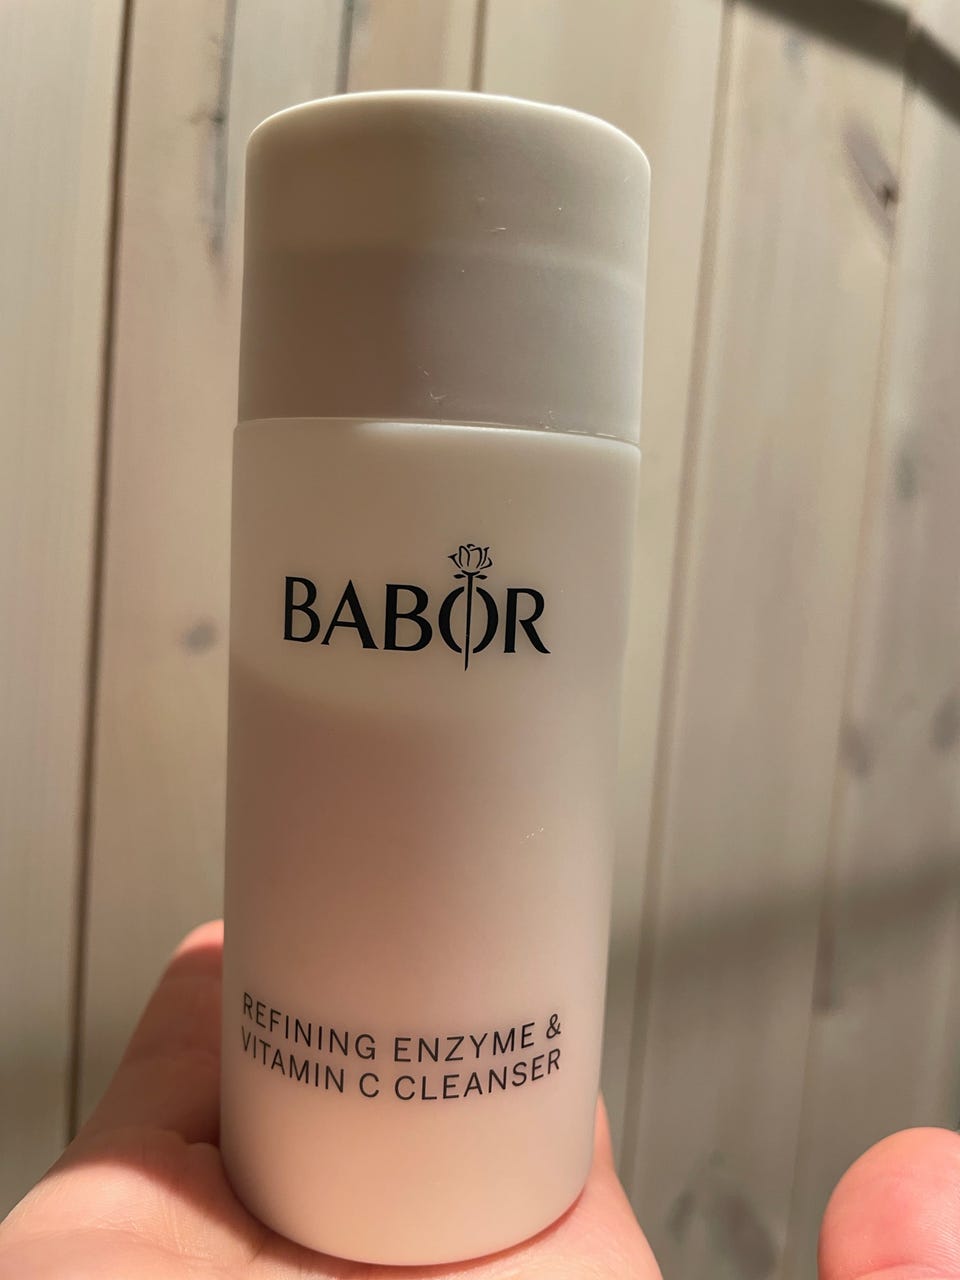 BABOR
REFINING ENZYME &
VITAMIN C CLEANSER